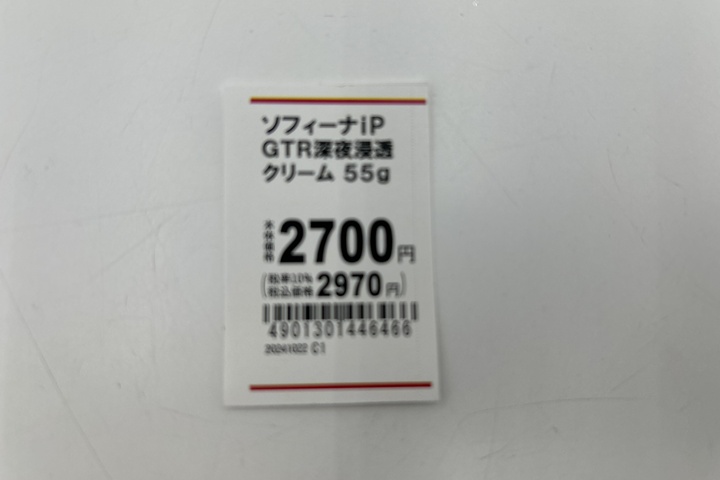 ソフィーナiP
GTR深夜浸透
クリーム 55g
本体価格 2700円
(税率10% 税込価格 2970円)
4901301446466
20241022 C1